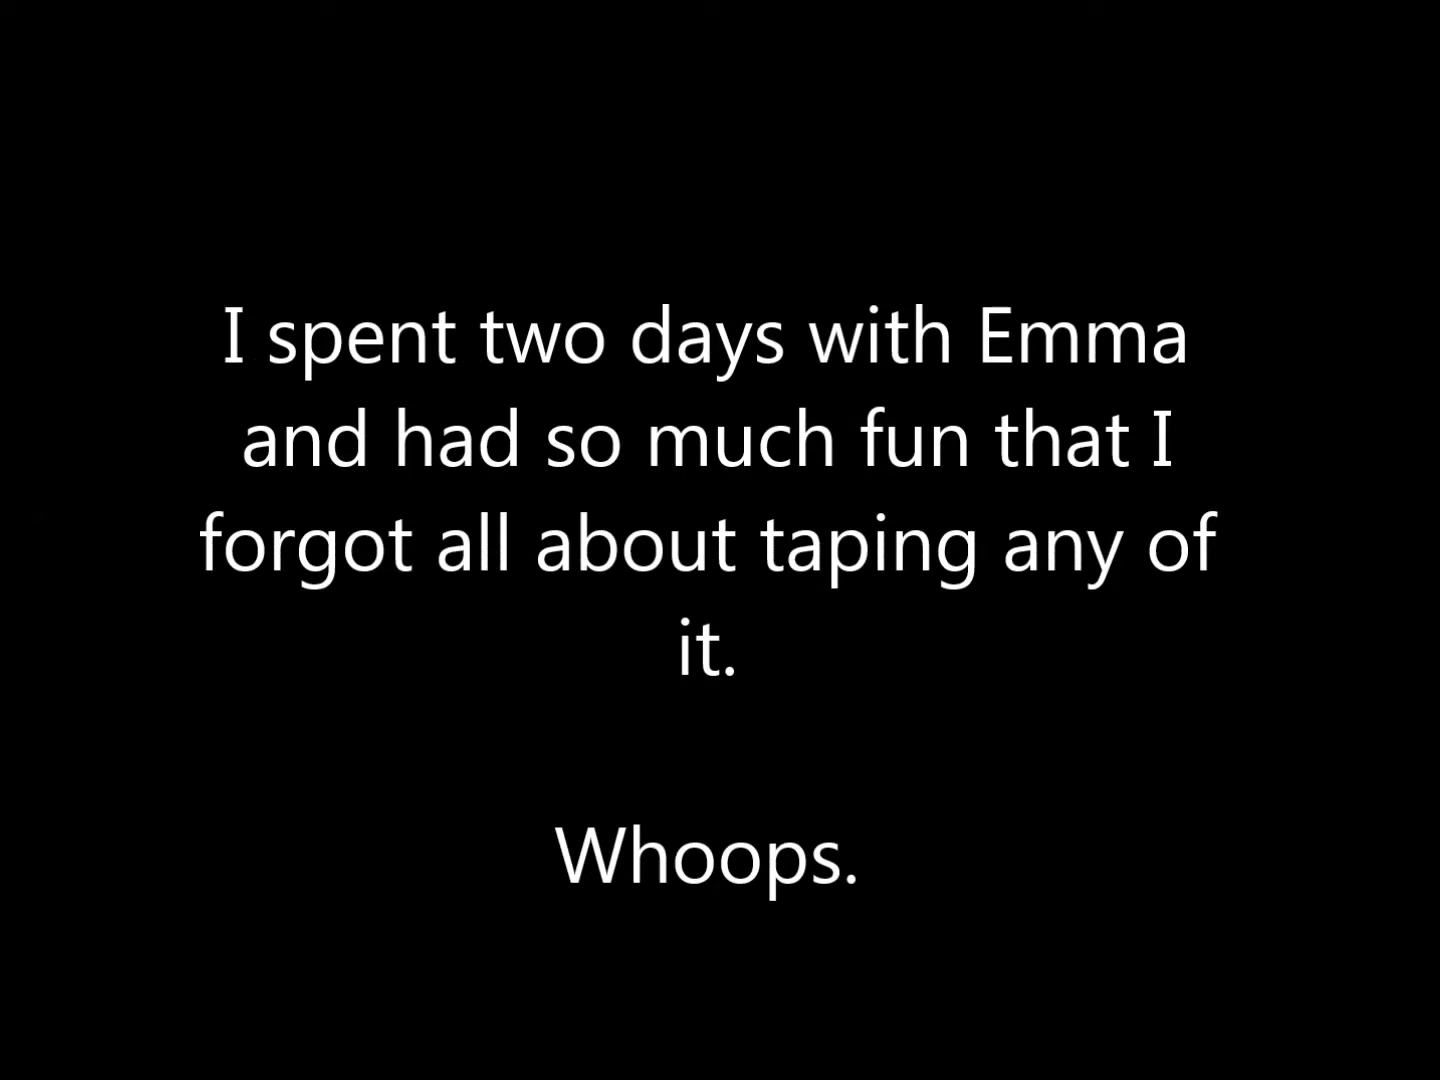 I spent two days with Emma
and had so much fun that I
forgot all about taping any of
it.
Whoops.